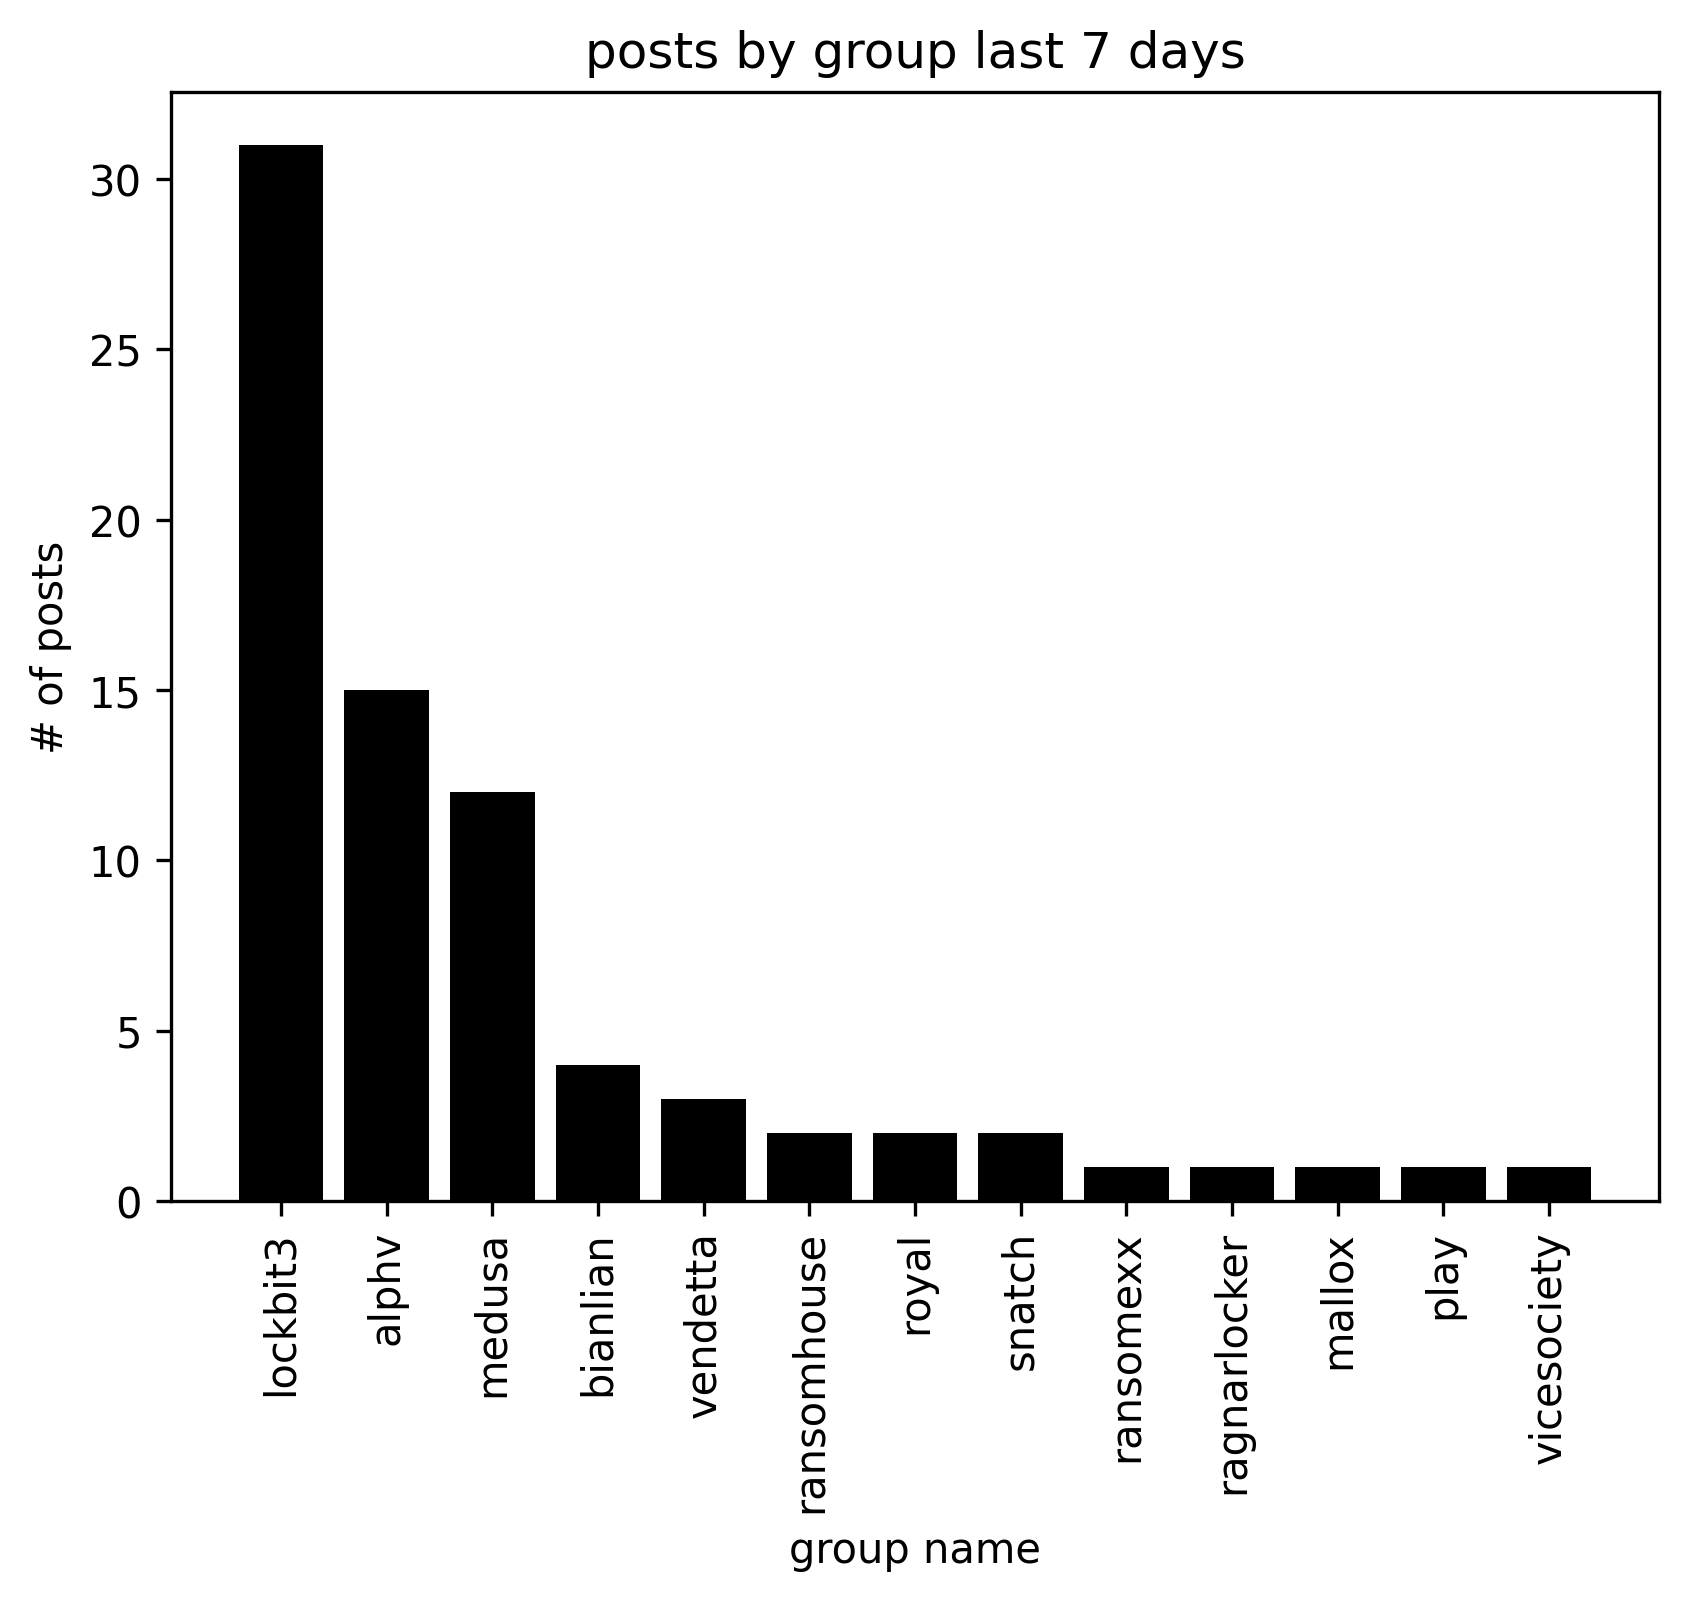 posts by group last 7 days
# of posts
30
25
20
15
10
5
0
lockbit3
alphv
medusa
bianlian
vendetta
ransomhouse
royal
snatch
ransomexx
ragnarlocker
mallox
play
vicesociety
group name